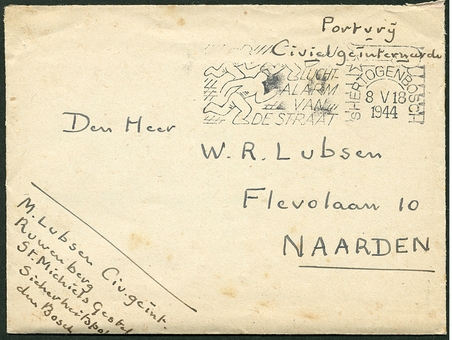 Portvrij
Civielgeïnterneerde
LUCHT
ALARM
VAN
DE STRAAT
SHERTOGENBOSCH
8 V 18
1944
Den Heer
W. R. Lubsen
Flevolaan 10
NAARDEN
M. Lubsen Civ. geint.
Ruwenberg
St. Michiels Gestel
Sicherheitspol
den Bosch